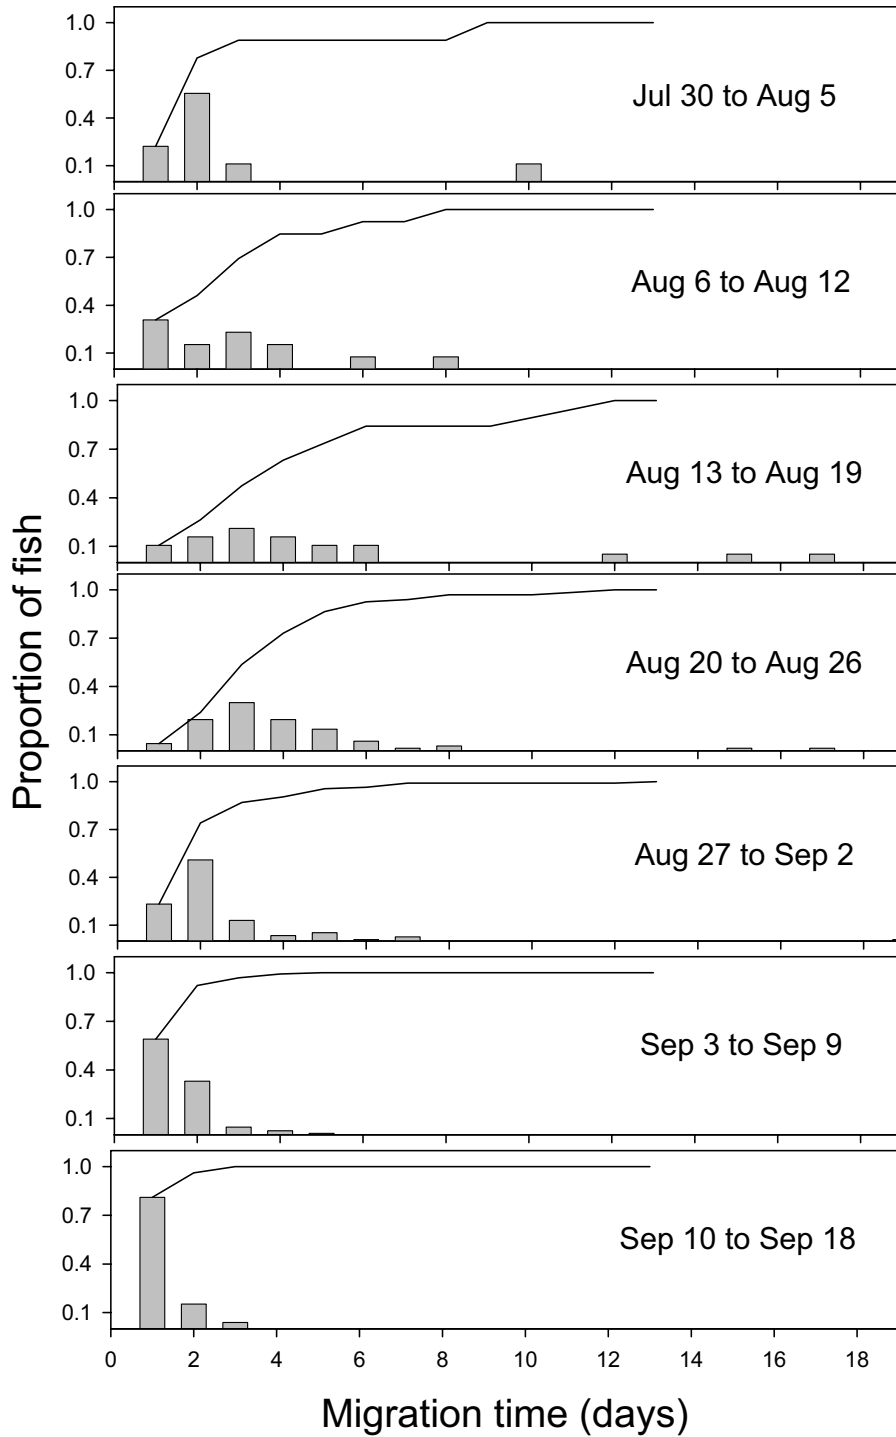 1.0
0.7
0.4
0.1
Jul 30 to Aug 5
1.0
0.7
0.4
0.1
Aug 6 to Aug 12
1.0
0.7
0.4
0.1
Aug 13 to Aug 19
Proportion of fish
1.0
0.7
0.4
0.1
Aug 20 to Aug 26
1.0
0.7
0.4
0.1
Aug 27 to Sep 2
1.0
0.7
0.4
0.1
Sep 3 to Sep 9
1.0
0.7
0.4
0.1
Sep 10 to Sep 18
0 2 4 6 8 10 12 14 16 18
Migration time (days)